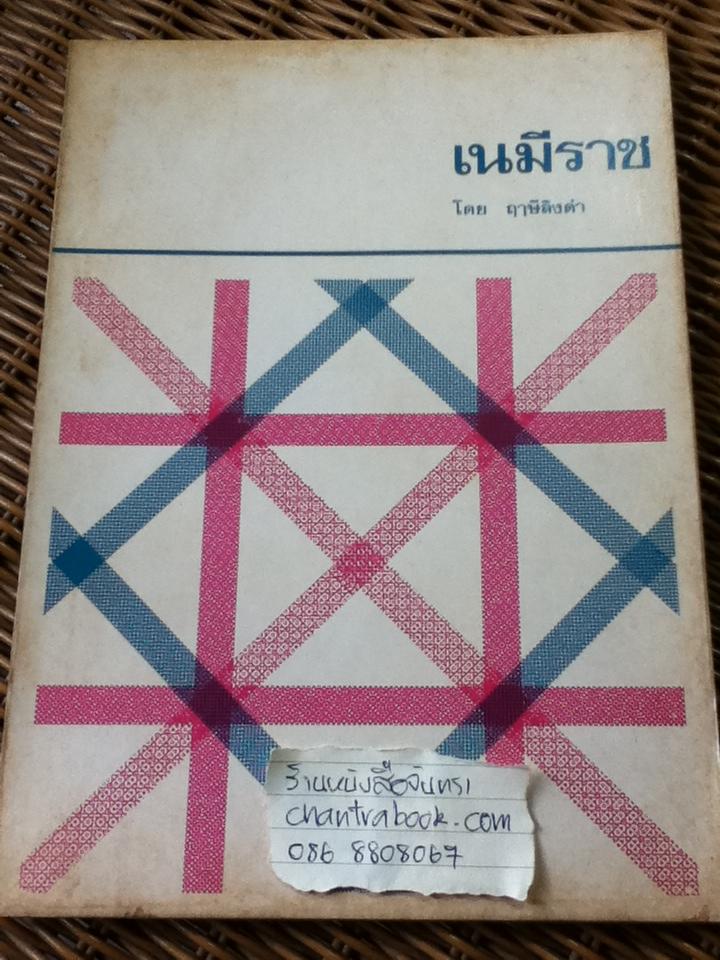 เนมีราช
โดย ฤๅษีลิงดำ
ร้านหนังสือจันทรา
chantrabook.com
086 8808067